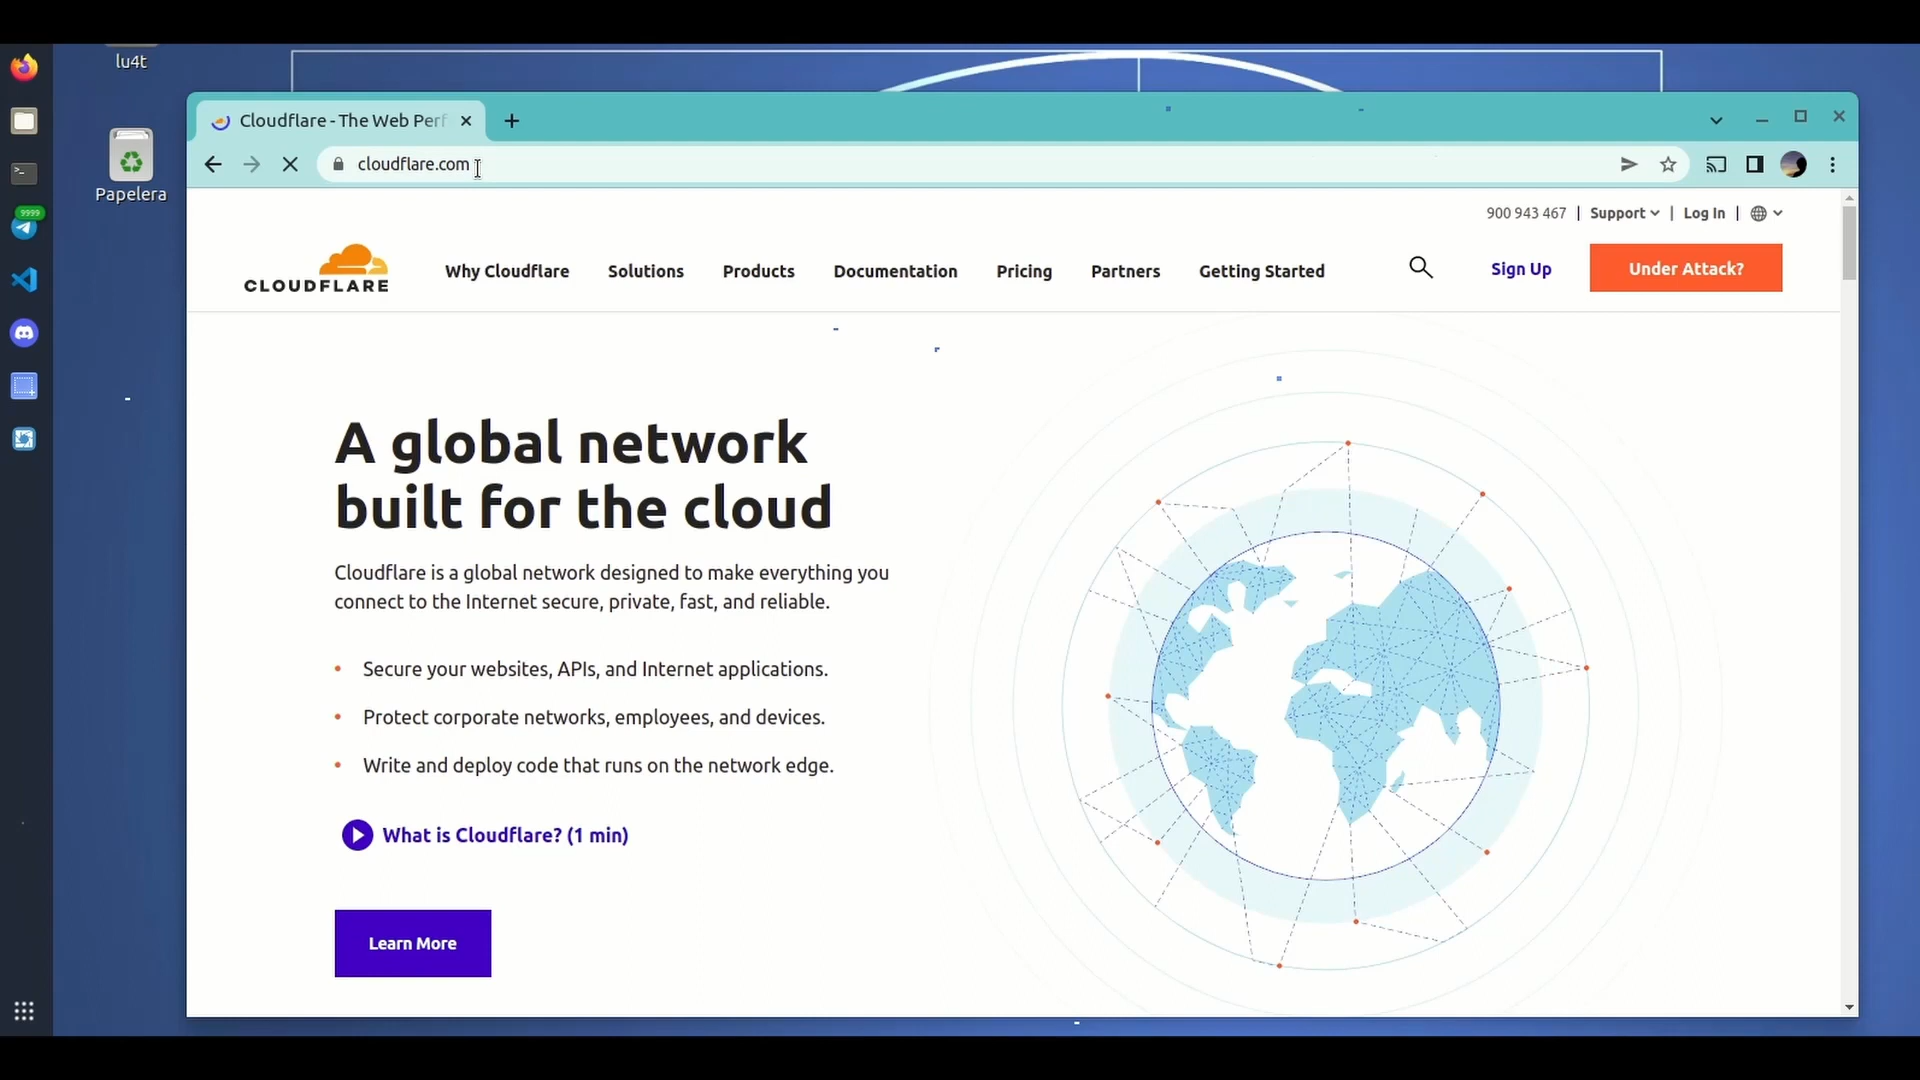 lu4t
Papelera
9999
Cloudflare - The Web Perf
cloudflare.com
900 943 467 | Support | Log In |
CLOUDFLARE
Why Cloudflare Solutions Products Documentation Pricing Partners Getting Started
Sign Up
Under Attack?
A global network
built for the cloud
Cloudflare is a global network designed to make everything you
connect to the Internet secure, private, fast, and reliable.
• Secure your websites, APIs, and Internet applications.
• Protect corporate networks, employees, and devices.
• Write and deploy code that runs on the network edge.
What is Cloudflare? (1 min)
Learn More